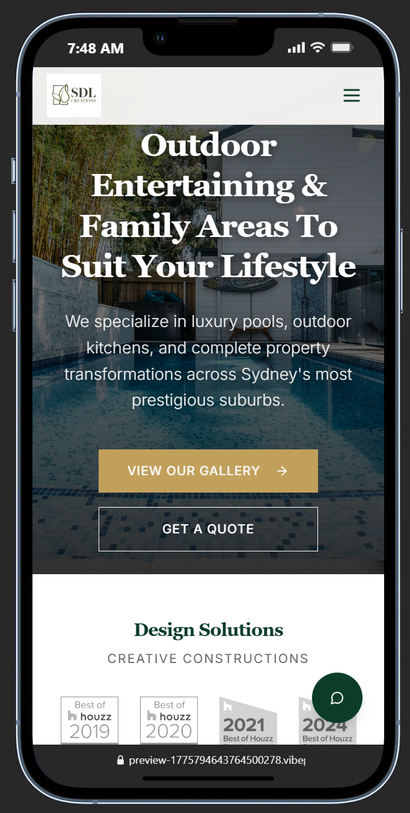 7:48 AM
SDL
CREATIONS
Outdoor
Entertaining &
Family Areas To
Suit Your Lifestyle
We specialize in luxury pools, outdoor
kitchens, and complete property
transformations across Sydney's most
prestigious suburbs.
VIEW OUR GALLERY →
GET A QUOTE
Design Solutions
CREATIVE CONSTRUCTIONS
Best of
houzz
2019
Best of
houzz
2020
2021
Best of Houzz
2024
Best of Houzz
preview-1775794643764500278.vibe